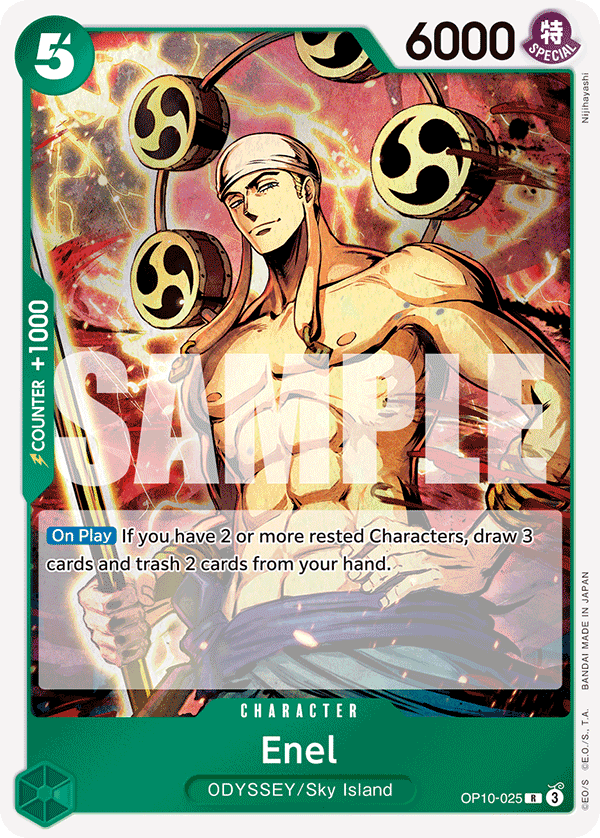 5
6000
特
SPECIAL
Nijihayashi
COUNTER +1000
SAMPLE
On Play If you have 2 or more rested Characters, draw 3
cards and trash 2 cards from your hand.
CHARACTER
Enel
ODYSSEY/Sky Island
OP10-025 R 3
©EO/S ©E.O./S., T.A. BANDAI MADE IN JAPAN